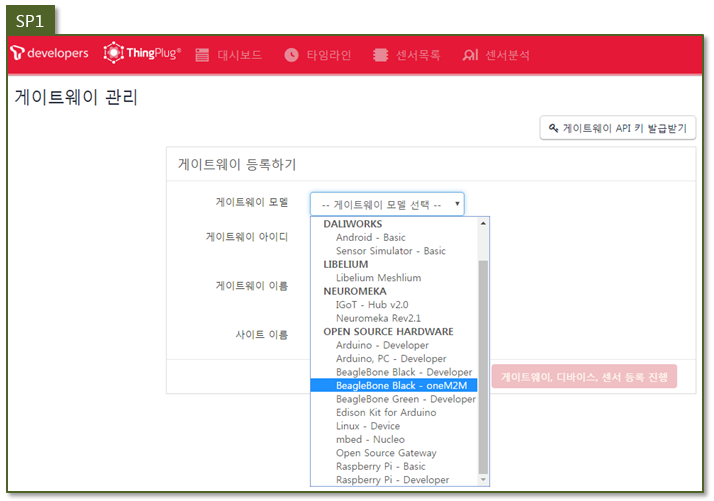 SP1
developers ThingPlug® 대시보드 타임라인 센서목록 센서분석
게이트웨이 관리
게이트웨이 API 키 발급받기
게이트웨이 등록하기
게이트웨이 모델 -- 게이트웨이 모델 선택 --
게이트웨이 아이디
게이트웨이 이름
사이트 이름
DALIWORKS
Android - Basic
Sensor Simulator - Basic
LIBELIUM
Libelium Meshlium
NEUROMEKA
IGoT - Hub v2.0
Neuromeka Rev2.1
OPEN SOURCE HARDWARE
Arduino - Developer
Arduino, PC - Developer
BeagleBone Black - Developer
BeagleBone Black - oneM2M
BeagleBone Green - Developer
Edison Kit for Arduino
Linux - Device
mbed - Nucleo
Open Source Gateway
Raspberry Pi - Basic
Raspberry Pi - Developer
게이트웨이, 디바이스, 센서 등록 진행